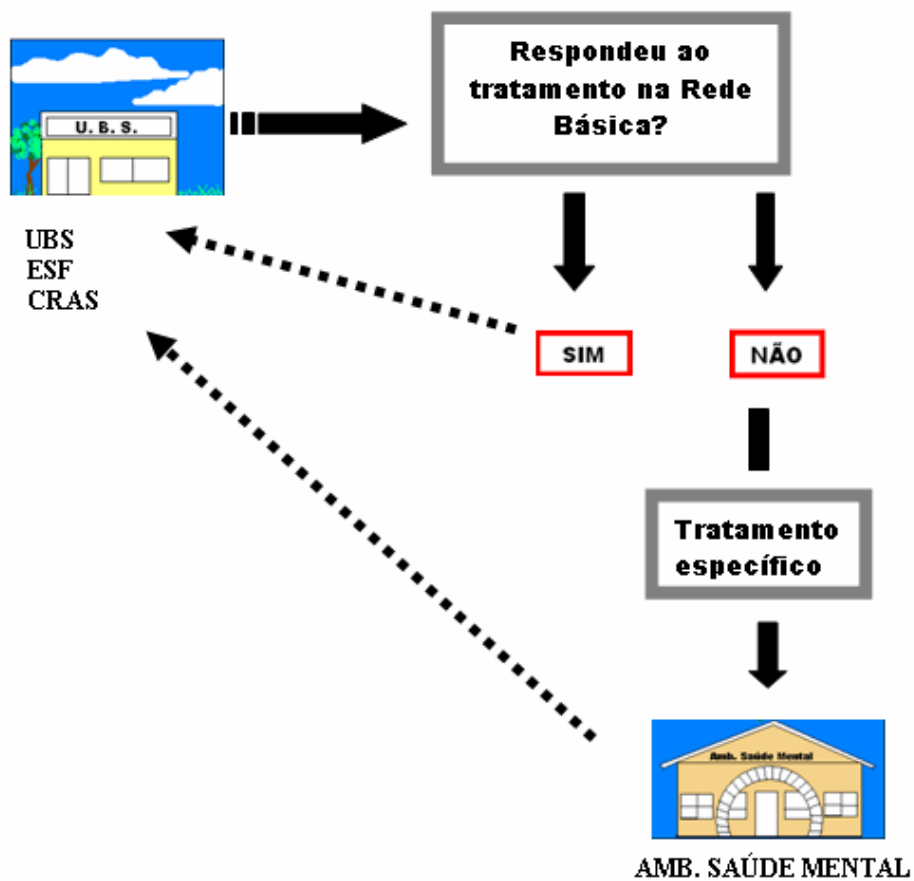 U. B. S.
Respondeu ao
tratamento na Rede
Básica?
UBS
ESF
CRAS
SIM
NÃO
Tratamento
específico
Amb. Saúde Mental
AMB. SAÚDE MENTAL